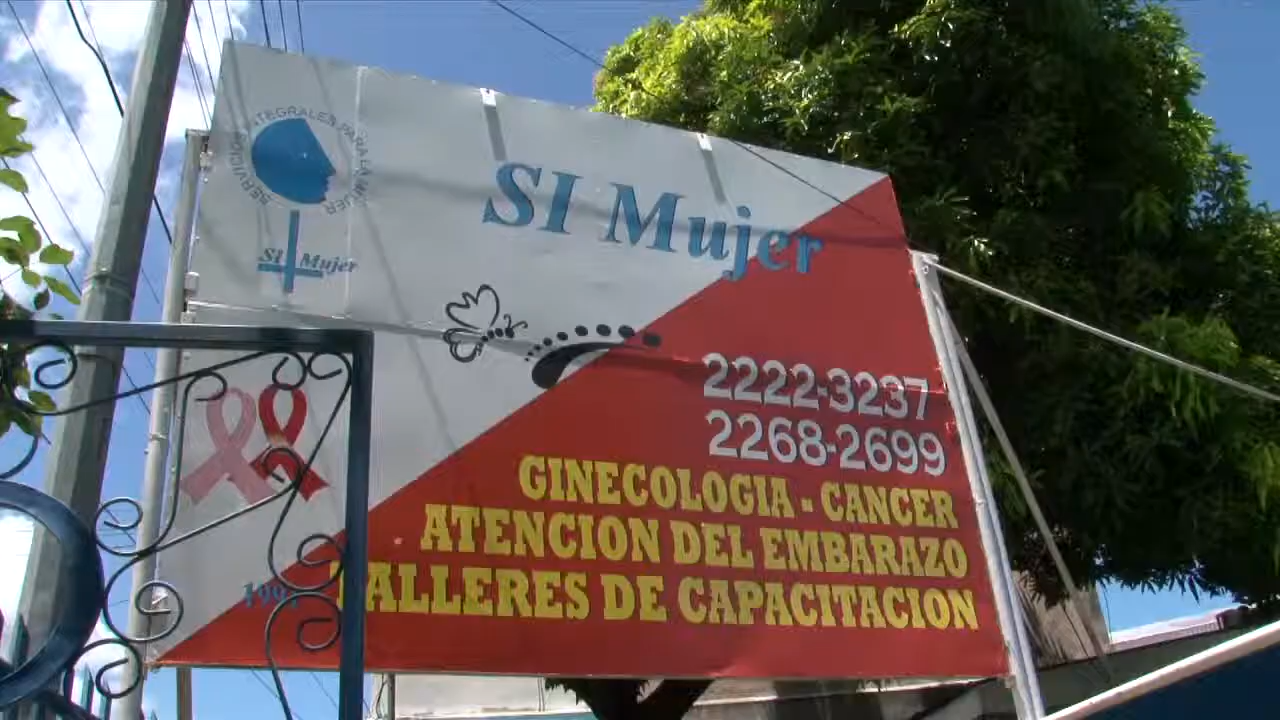 SERVICIOS INTEGRALES PARA LA MUJER
SI Mujer
SI Mujer
2222-3237
2268-2699
GINECOLOGIA - CANCER
ATENCION DEL EMBARAZO
TALLERES DE CAPACITACION